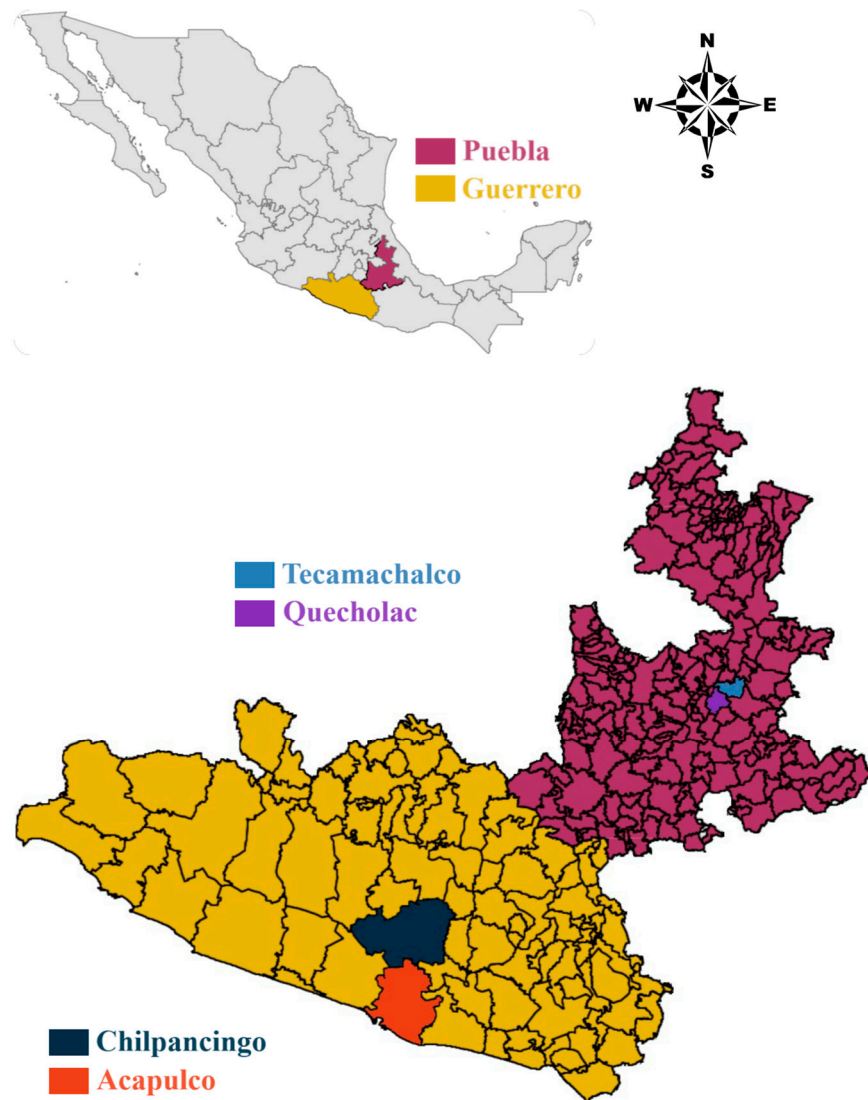 N
W E
S
Puebla
Guerrero
Tecamachalco
Quecholac
Chilpancingo
Acapulco